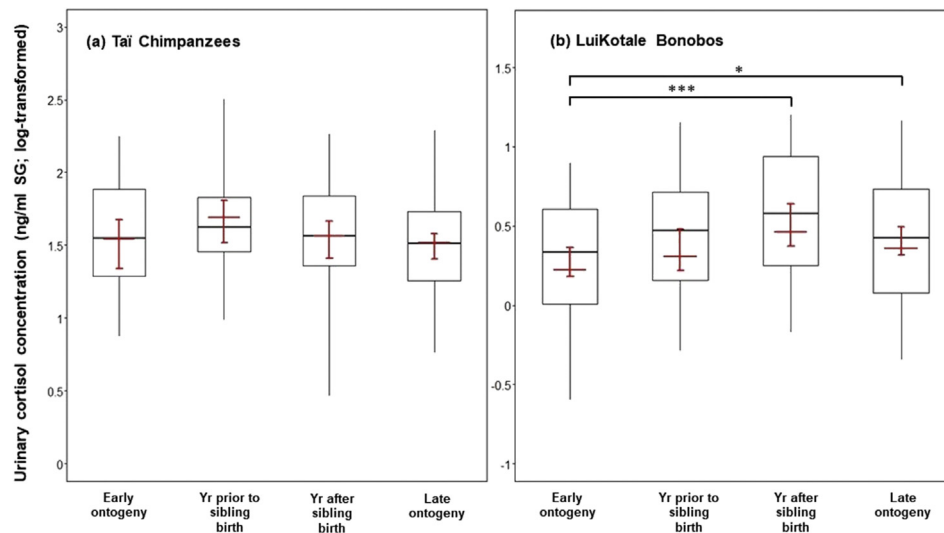 Urinary cortisol concentration (ng/ml SG; log-transformed)
(a) Taï Chimpanzees
3
2.5
2
1.5
1
0.5
0
Early
ontogeny
Yr prior to
sibling
birth
Yr after
sibling
birth
Late
ontogeny
(b) LuiKotale Bonobos
*
***
1.5
1
0.5
0
-0.5
-1
Early
ontogeny
Yr prior to
sibling
birth
Yr after
sibling
birth
Late
ontogeny